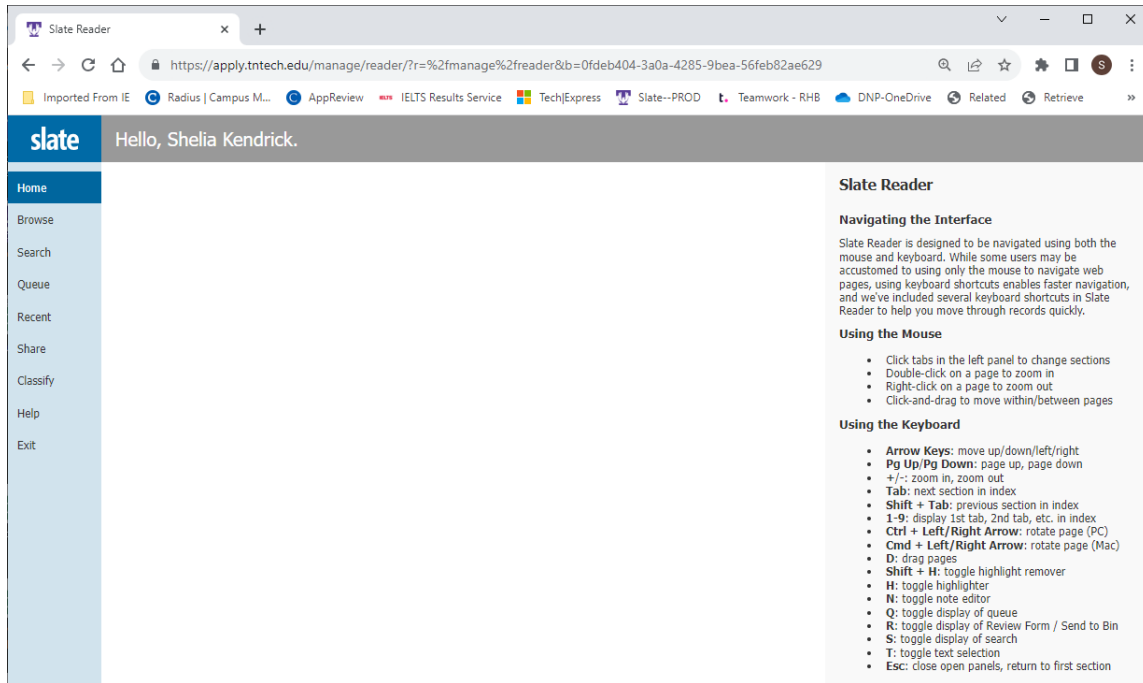 Slate Reader
https://apply.tntech.edu/manage/reader/?r=%2fmanage%2freader&b=0fdeb404-3a0a-4285-9bea-56feb82ae629
S
Imported From IE
Radius | Campus M...
AppReview
IELTS Results Service
Tech|Express
Slate--PROD
Teamwork - RHB
DNP-OneDrive
Related
Retrieve
»
slate
Hello, Shelia Kendrick.
Home
Browse
Search
Queue
Recent
Share
Classify
Help
Exit
Slate Reader
Navigating the Interface
Slate Reader is designed to be navigated using both the
mouse and keyboard. While some users may be
accustomed to using only the mouse to navigate web
pages, using keyboard shortcuts enables faster navigation,
and we've included several keyboard shortcuts in Slate
Reader to help you move through records quickly.
Using the Mouse
• Click tabs in the left panel to change sections
• Double-click on a page to zoom in
• Right-click on a page to zoom out
• Click-and-drag to move within/between pages
Using the Keyboard
• Arrow Keys: move up/down/left/right
• Pg Up/Pg Down: page up, page down
• +/-: zoom in, zoom out
• Tab: next section in index
• Shift + Tab: previous section in index
• 1-9: display 1st tab, 2nd tab, etc. in index
• Ctrl + Left/Right Arrow: rotate page (PC)
• Cmd + Left/Right Arrow: rotate page (Mac)
• D: drag pages
• Shift + H: toggle highlight remover
• H: toggle highlighter
• N: toggle note editor
• Q: toggle display of queue
• R: toggle display of Review Form / Send to Bin
• S: toggle display of search
• T: toggle text selection
• Esc: close open panels, return to first section